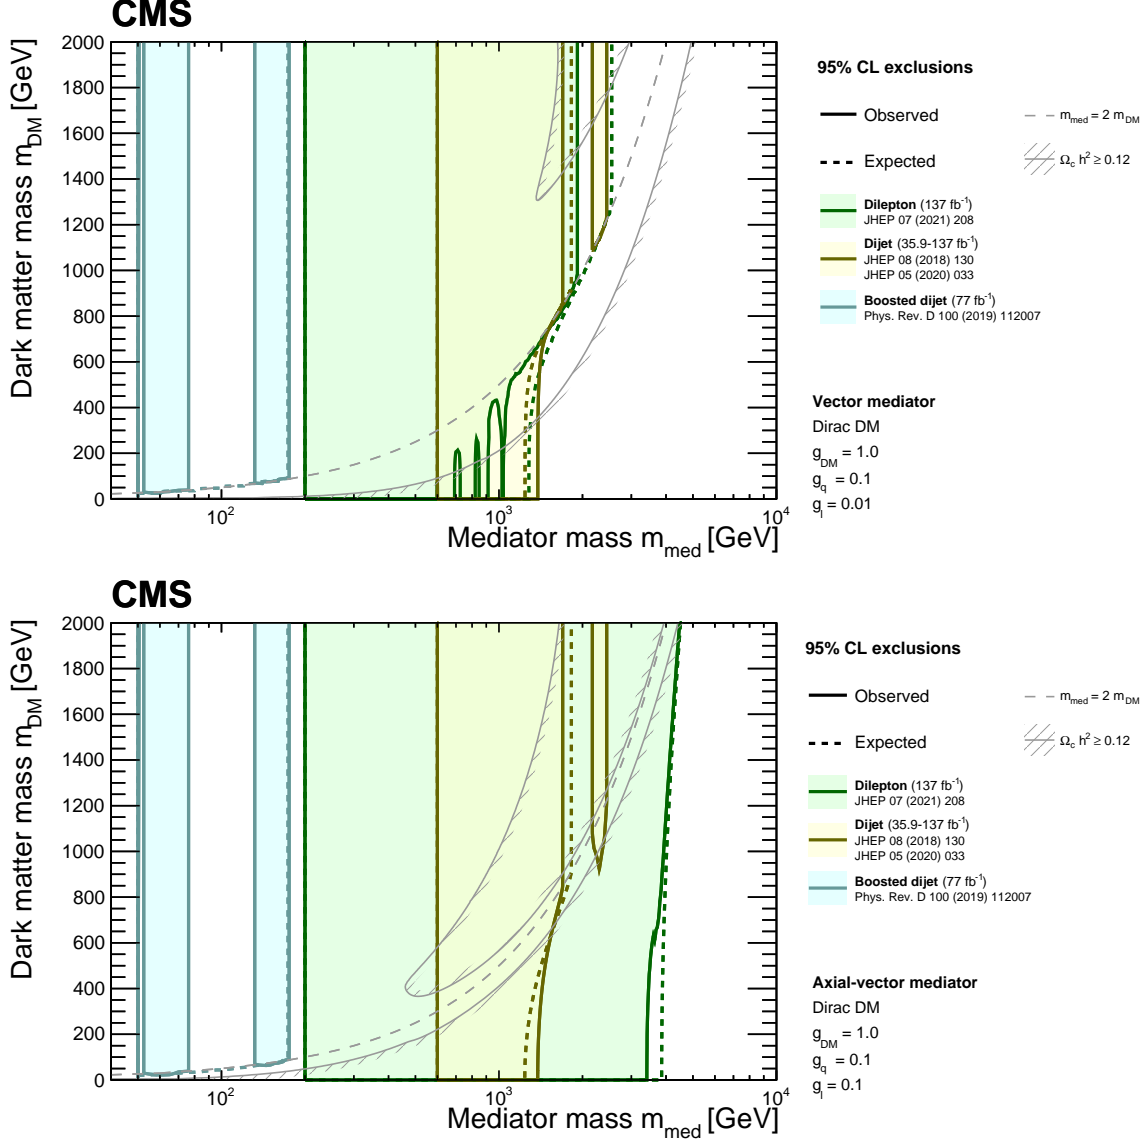 CMS
2000
1800
1600
1400
1200
1000
800
600
400
200
0
Dark matter mass m_DM [GeV]
10^2
10^3
10^4
Mediator mass m_med [GeV]
95% CL exclusions
Observed
m_med = 2 m_DM
Expected
Ω_c h^2 ≥ 0.12
Dilepton (137 fb^-1)
JHEP 07 (2021) 208
Dijet (35.9-137 fb^-1)
JHEP 08 (2018) 130
JHEP 05 (2020) 033
Boosted dijet (77 fb^-1)
Phys. Rev. D 100 (2019) 112007
Vector mediator
Dirac DM
g_DM = 1.0
g_q = 0.1
g_l = 0.01
CMS
2000
1800
1600
1400
1200
1000
800
600
400
200
0
Dark matter mass m_DM [GeV]
10^2
10^3
10^4
Mediator mass m_med [GeV]
95% CL exclusions
Observed
m_med = 2 m_DM
Expected
Ω_c h^2 ≥ 0.12
Dilepton (137 fb^-1)
JHEP 07 (2021) 208
Dijet (35.9-137 fb^-1)
JHEP 08 (2018) 130
JHEP 05 (2020) 033
Boosted dijet (77 fb^-1)
Phys. Rev. D 100 (2019) 112007
Axial-vector mediator
Dirac DM
g_DM = 1.0
g_q = 0.1
g_l = 0.1